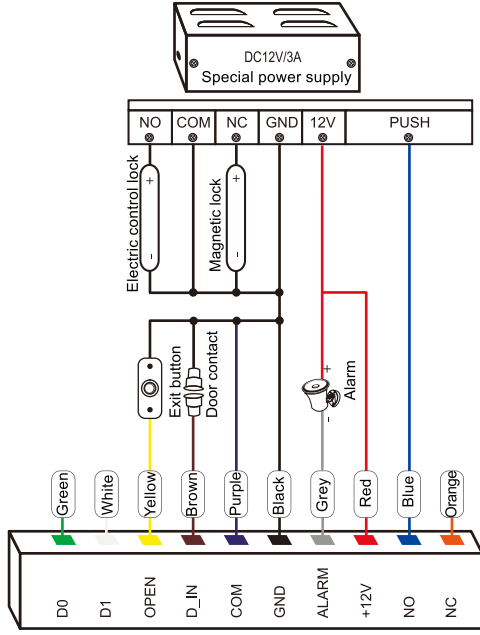 DC12V/3A
Special power supply
NO COM NC GND 12V PUSH
Electric control lock
+
-
Magnetic lock
+
-
Exit button
Door contact
+
-
Alarm
Green White Yellow Brown Purple Black Grey Red Blue Orange
D0 D1 OPEN D_IN COM GND ALARM +12V NO NC